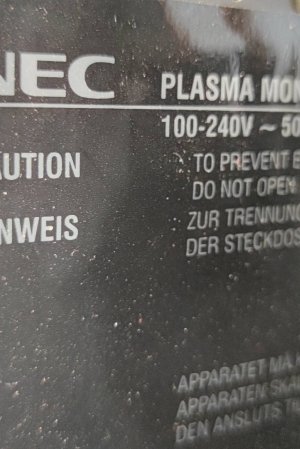 NEC PLASMA MON
100-240V ~ 50
AUTION TO PREVENT E
DO NOT OPEN
NWEIS ZUR TRENNUNG
DER STECKDOS
APPARATET MÅ
APPARATEN SKA
DEN ANSLUTS T